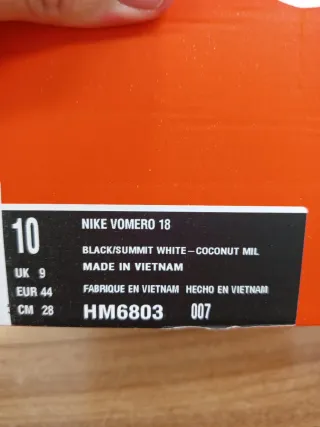 10 NIKE VOMERO 18
BLACK/SUMMIT WHITE-COCONUT MIL
UK 9 MADE IN VIETNAM
EUR 44 FABRIQUE EN VIETNAM HECHO EN VIETNAM
CM 28 HM6803 007